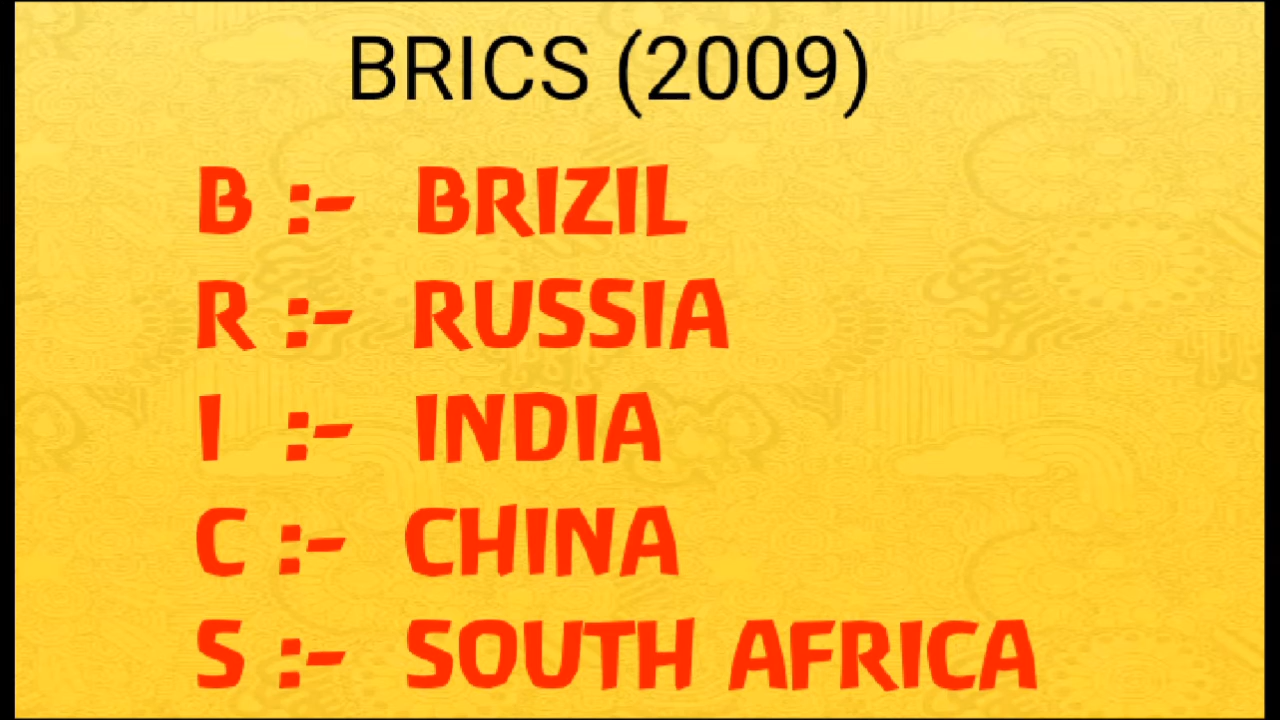 BRICS (2009)
B :- BRIZIL
R :- RUSSIA
I :- INDIA
C :- CHINA
S :- SOUTH AFRICA